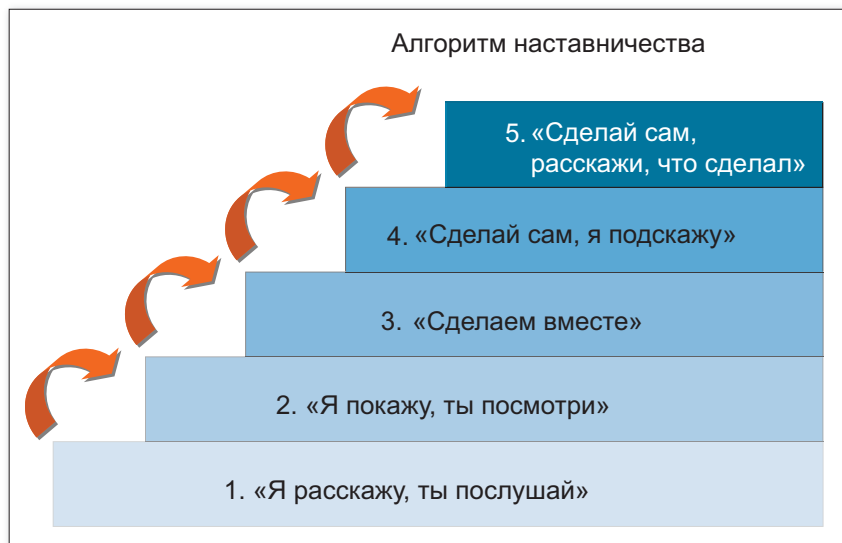 Алгоритм наставничества
5. «Сделай сам,
расскажи, что сделал»
4. «Сделай сам, я подскажу»
3. «Сделаем вместе»
2. «Я покажу, ты посмотри»
1. «Я расскажу, ты послушай»